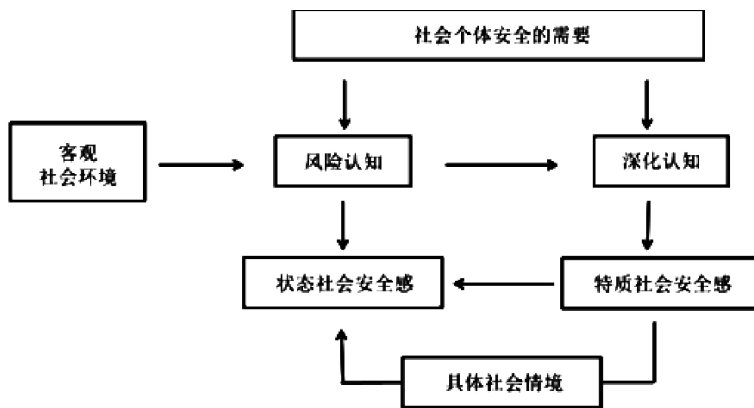 社会个体安全的需要
客观
社会环境
风险认知
深化认知
状态社会安全感
特质社会安全感
具体社会情境